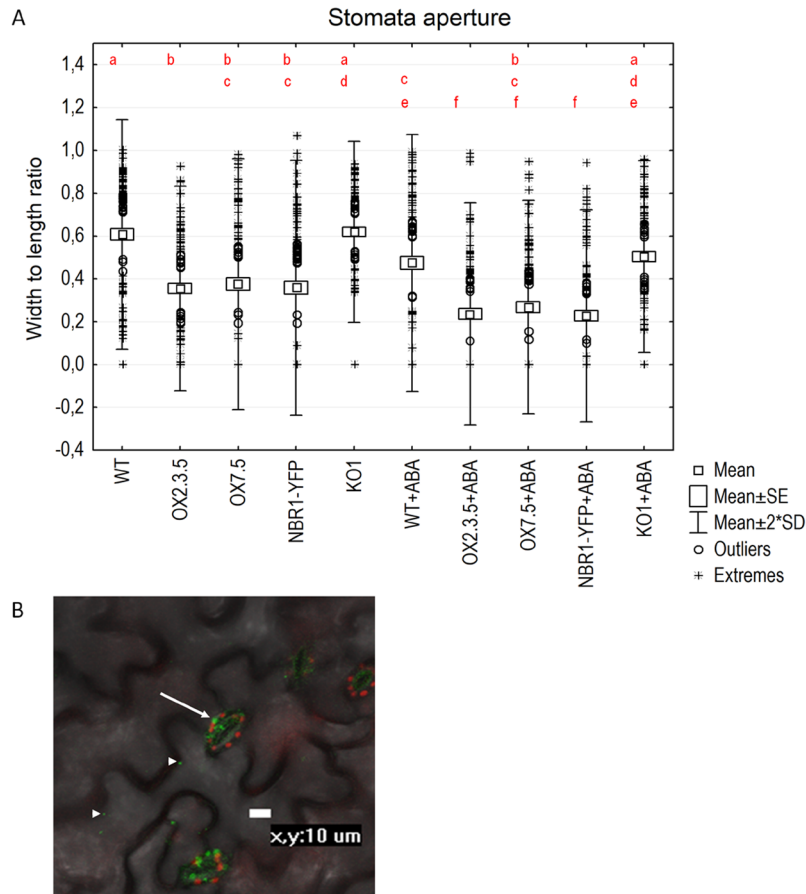 A
Stomata aperture
Width to length ratio
1,4
1,2
1,0
0,8
0,6
0,4
0,2
0,0
-0,2
-0,4
a b b b a b a
c c d c c d
e f f f e
WT
OX2.3.5
OX7.5
NBR1-YFP
KO1
WT+ABA
OX2.3.5+ABA
OX7.5+ABA
NBR1-YFP+ABA
KO1+ABA
Mean
Mean±SE
Mean±2*SD
Outliers
Extremes
B
x,y:10 um